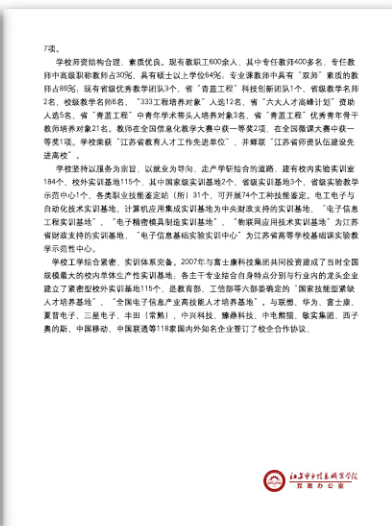 7项。
学校师资结构合理、素质优良。现有教职工600余人，其中专任教师400多名，专任教
师中高级职称教师占30%，具有硕士以上学位64%；专业课教师中具有“双师”素质的教
师占86%，现有省级优秀教学团队3个、省“青蓝工程”科技创新团队1个、省级教学名师
2名、校级教学名师6名、“333工程培养对象”人选12名、省“六大人才高峰计划”资助
人选5名、省“青蓝工程”中青年学术带头人培养对象3名、省“青蓝工程”优秀青年骨干
教师培养对象21名。教师在全国信息化教学大赛中获一等奖2项，在全国微课大赛中获一
等奖1项。学校荣获“江苏省教育人才工作先进单位”，并蝉联“江苏省师资队伍建设先
进高校”。
学校坚持以服务为宗旨，以就业为导向，走产学研结合的道路，建有校内实验实训室
184个，校外实训基地115个，其中国家级实训基地2个、省级实训基地3个、省级实验教学
示范中心1个、各类职业技能鉴定站（所）31个，可开展74个工种技能鉴定。电工电子与
自动化技术实训基地、计算机应用集成实训基地为中央财政支持的实训基地，“电子信息
工程实训基地”、“电子精密模具制造实训基地”、“物联网应用技术实训基地”为江苏
省财政支持的实训基地，“电子信息基础实验实训中心”为江苏省高等学校基础课实验教
学示范性中心。
学校工学结合紧密，实训体系完备。2007年与富士康科技集团共同投资建成了当时全国
规模最大的校内单体生产性实训基地；各主干专业结合自身特点分别与行业内的龙头企业
建立了紧密型校外实训基地115个，是教育部、工信部等六部委确定的“国家技能型紧缺
人才培养基地”、“全国电子信息产业高技能人才培养基地”。与联想、华为、富士康、
夏普电子、三星电子、丰田（常熟）、中兴科技、臻鼎科技、中电熊猫、敏实集团、西子
奥的斯、中国移动、中国联通等118家国内外知名企业签订了校企合作协议，
江苏电子信息职业学院
党政办公室